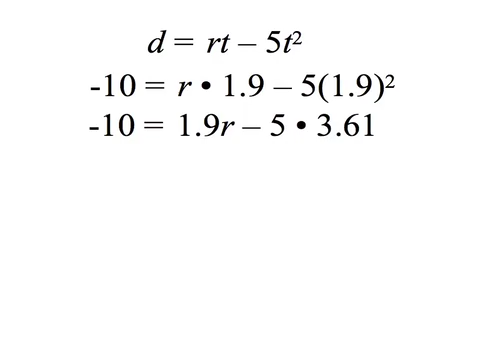 d = rt – 5t²
-10 = r • 1.9 – 5(1.9)²
-10 = 1.9r – 5 • 3.61